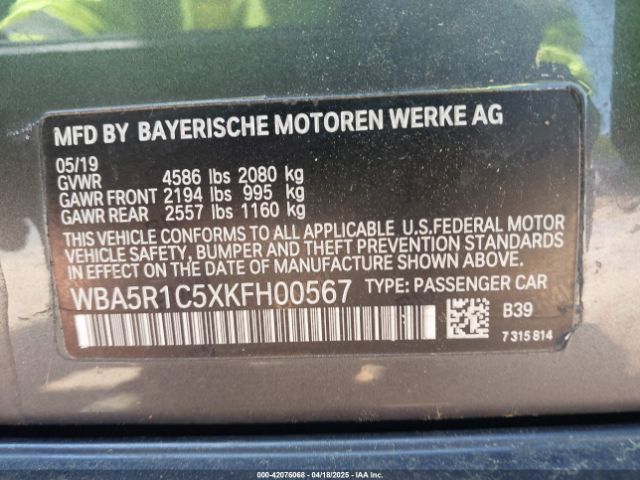 MFD BY BAYERISCHE MOTOREN WERKE AG
05/19
GVWR 4586 lbs 2080 kg
GAWR FRONT 2194 lbs 995 kg
GAWR REAR 2557 lbs 1160 kg
THIS VEHICLE CONFORMS TO ALL APPLICABLE U.S.FEDERAL MOTOR
VEHICLE SAFETY, BUMPER AND THEFT PREVENTION STANDARDS
IN EFFECT ON THE DATE OF MANUFACTURE SHOWN ABOVE.
WBA5R1C5XKFH00567 TYPE: PASSENGER CAR
B39
7 315 814
000-42076068 | 04/18/2025 | IAAI, Inc.